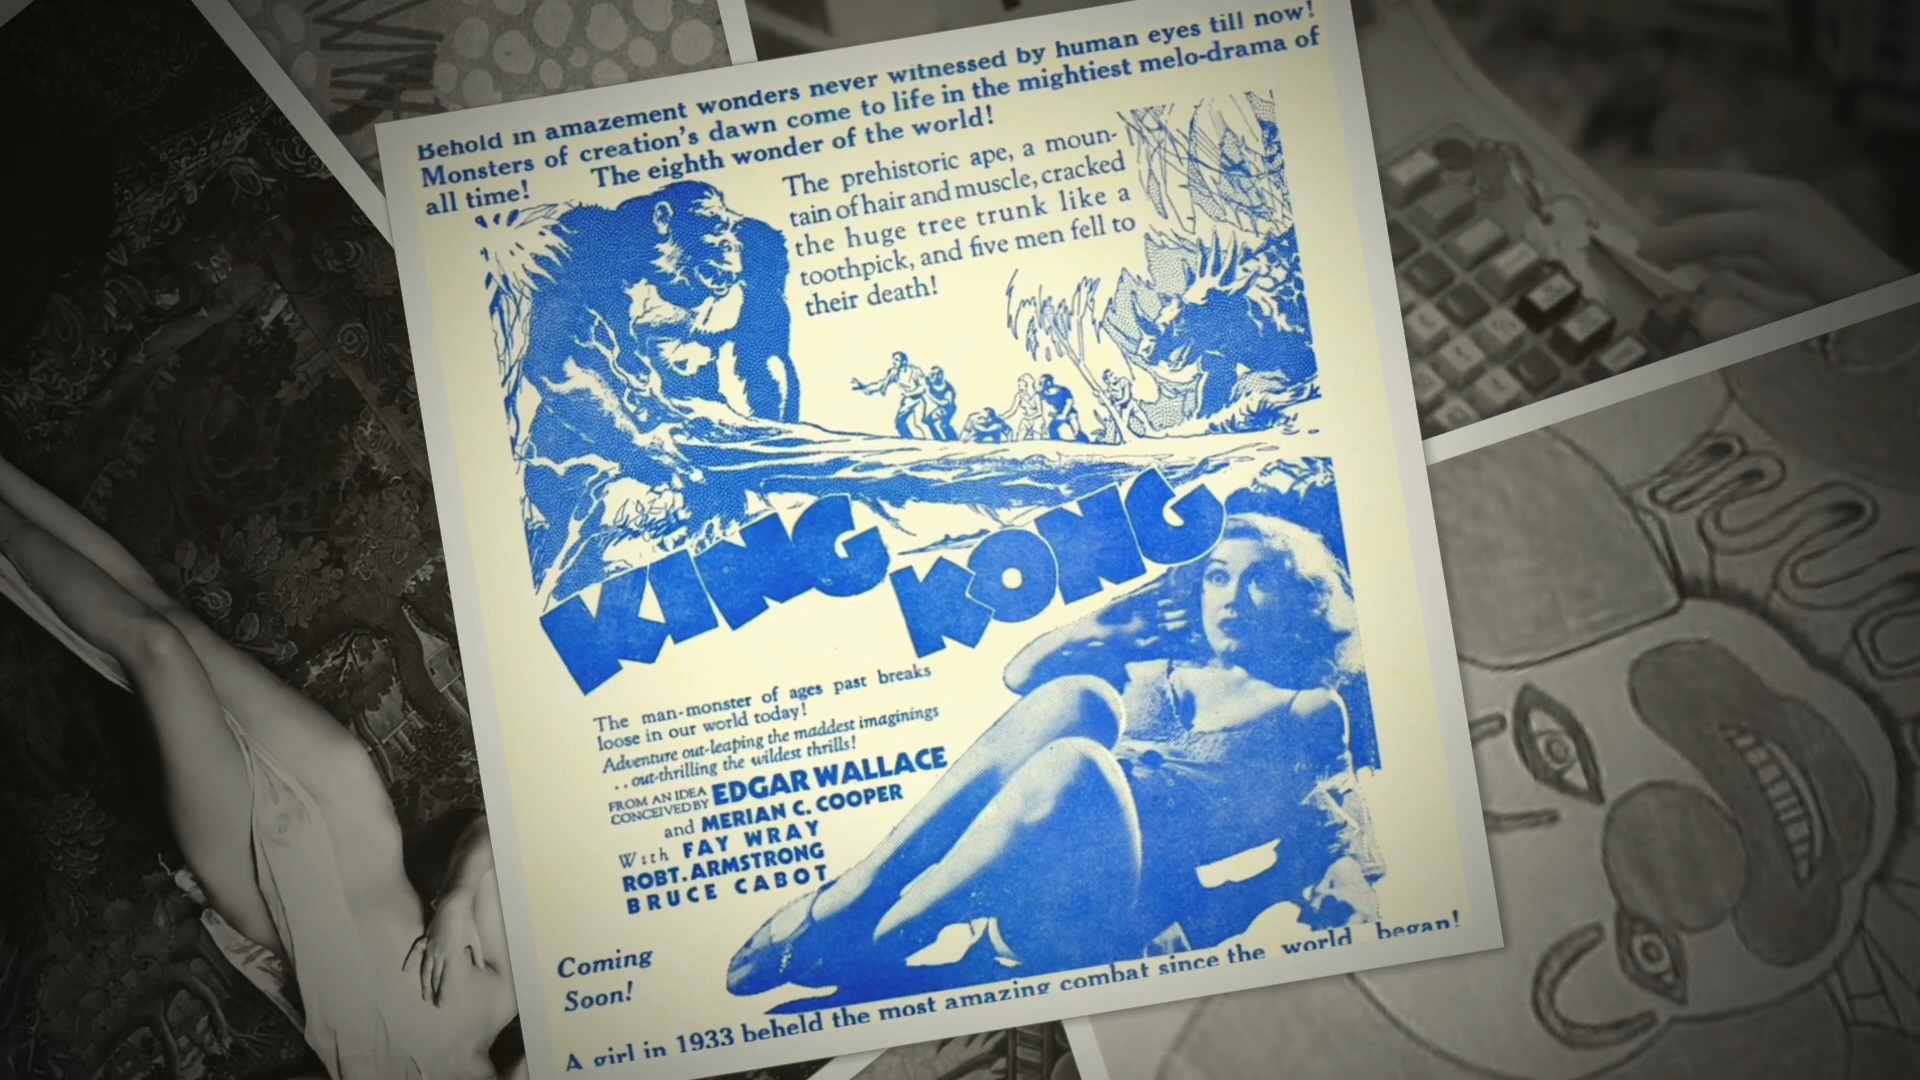 Behold in amazement wonders never witnessed by human eyes till now!
Monsters of creation's dawn come to life in the mightiest melo-drama of
all time! The eighth wonder of the world!
The prehistoric ape, a moun-
tain of hair and muscle, cracked
the huge tree trunk like a
toothpick, and five men fell to
their death!
KING KONG
The man-monster of ages past breaks
loose in our world today!
Adventure out-leaping the maddest imaginings
. . out-thrilling the wildest thrills!
FROM AN IDEA
CONCEIVED BY EDGAR WALLACE
and MERIAN C. COOPER
With FAY WRAY
ROBT. ARMSTRONG
BRUCE CABOT
Coming
Soon!
A girl in 1933 beheld the most amazing combat since the world began!